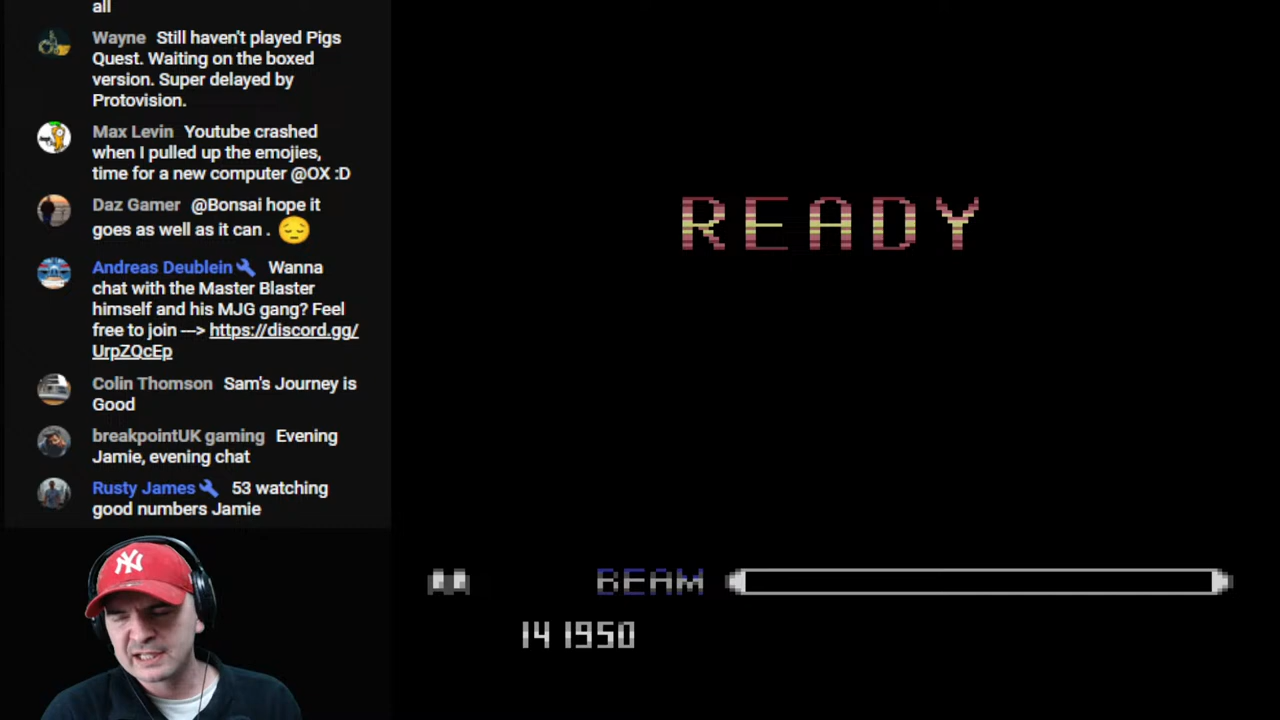 all
Wayne Still haven't played Pigs
Quest. Waiting on the boxed
version. Super delayed by
Protovision.
Max Levin Youtube crashed
when I pulled up the emojies,
time for a new computer @OX :D
Daz Gamer @Bonsai hope it
goes as well as it can .
Andreas Deublein Wanna
chat with the Master Blaster
himself and his MJG gang? Feel
free to join ---> https://discord.gg/
UrpZQcEp
Colin Thomson Sam's Journey is
Good
breakpointUK gaming Evening
Jamie, evening chat
Rusty James 53 watching
good numbers Jamie
READY
BEAM
141950
NY